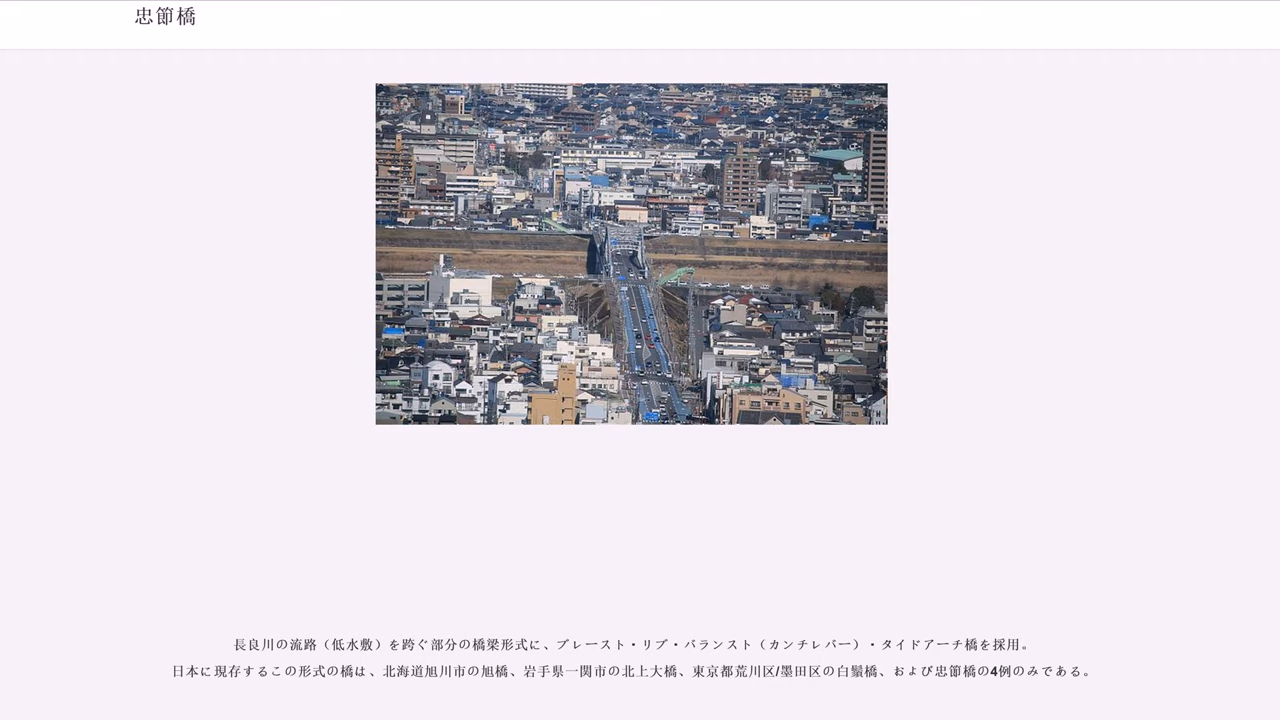 忠節橋
長良川の流路（低水敷）を跨ぐ部分の橋梁形式に、ブレースト・リブ・バランスト（カンチレバー）・タイドアーチ橋を採用。
日本に現存するこの形式の橋は、北海道旭川市の旭橋、岩手県一関市の北上大橋、東京都荒川区/墨田区の白鬚橋、および忠節橋の4例のみである。